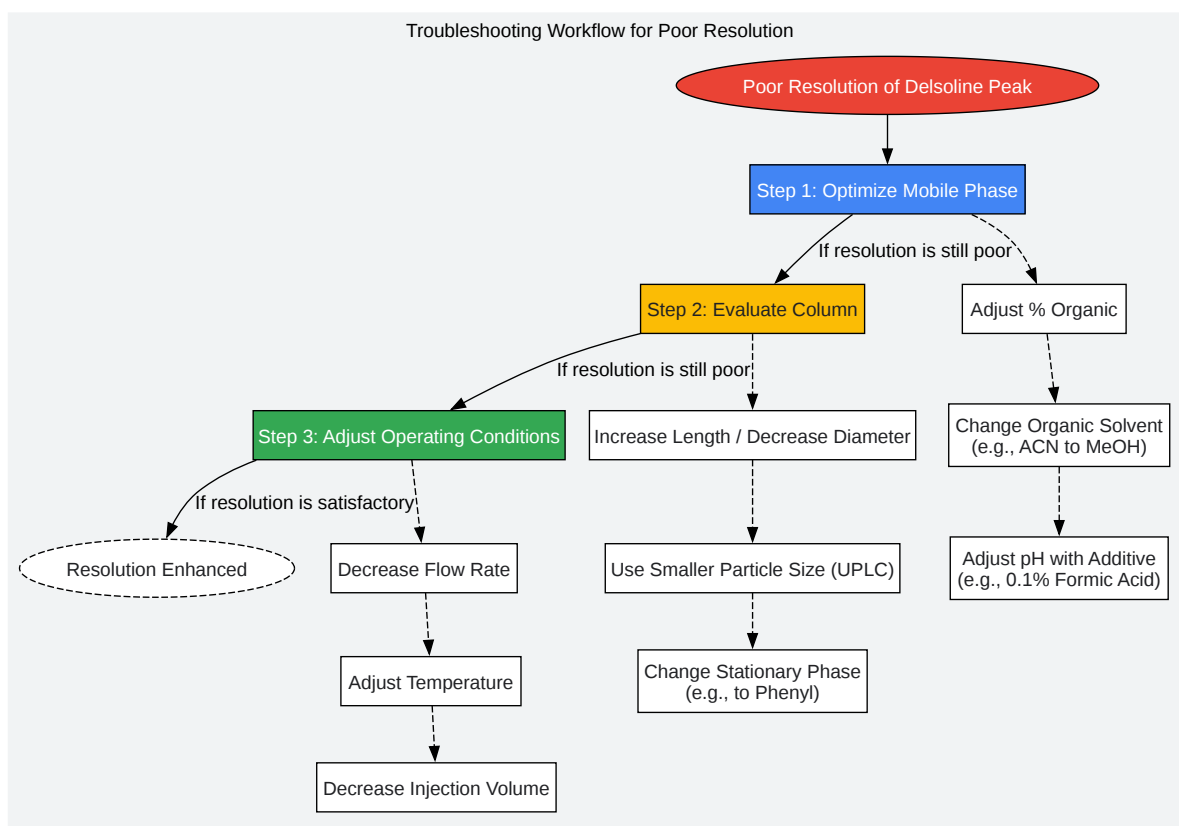 Troubleshooting Workflow for Poor Resolution
Poor Resolution of Delsoline Peak
Step 1: Optimize Mobile Phase
If resolution is still poor
Step 2: Evaluate Column
Adjust % Organic
If resolution is still poor
Step 3: Adjust Operating Conditions
Increase Length / Decrease Diameter
Change Organic Solvent
(e.g., ACN to MeOH)
If resolution is satisfactory
Resolution Enhanced
Decrease Flow Rate
Use Smaller Particle Size (UPLC)
Adjust pH with Additive
(e.g., 0.1% Formic Acid)
Adjust Temperature
Change Stationary Phase
(e.g., to Phenyl)
Decrease Injection Volume